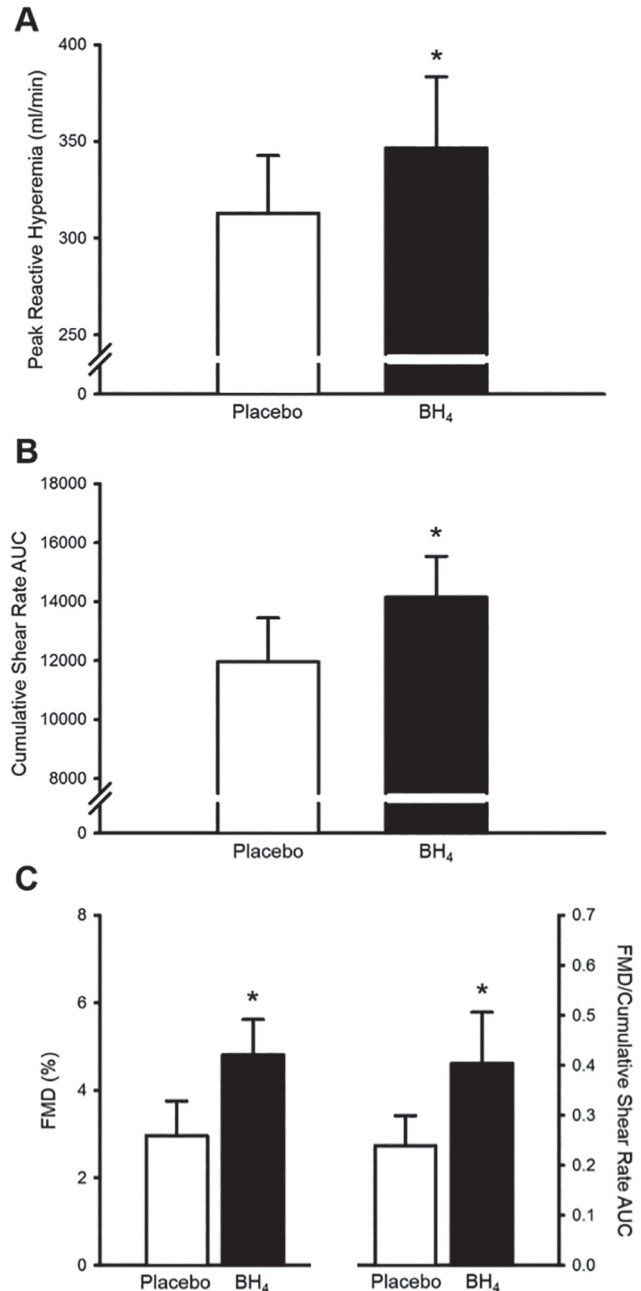 A
Peak Reactive Hyperemia (ml/min)
400
350
300
250
0
*
Placebo BH₄
B
Cumulative Shear Rate AUC
18000
16000
14000
12000
10000
8000
0
*
Placebo BH₄
C
FMD (%)
8
6
4
2
0
*
Placebo BH₄
*
Placebo BH₄
0.7
0.6
0.5
0.4
0.3
0.2
0.1
0.0
FMD/Cumulative
Shear Rate AUC